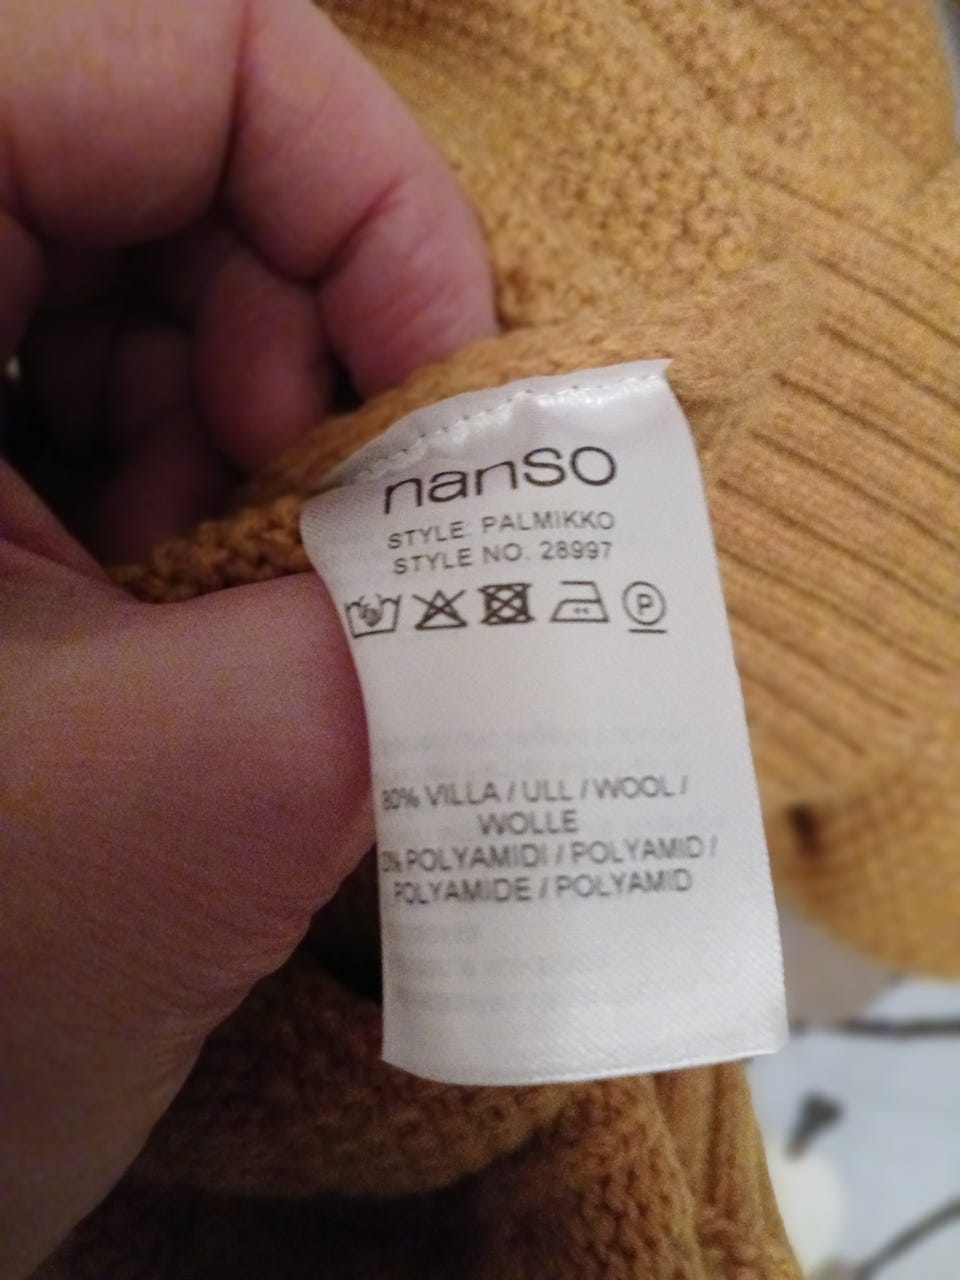 nanso
STYLE: PALMIKKO
STYLE NO. 28997
P
80% VILLA / ULL / WOOL /
WOLLE
POLYAMIDI / POLYAMID /
POLYAMIDE / POLYAMID